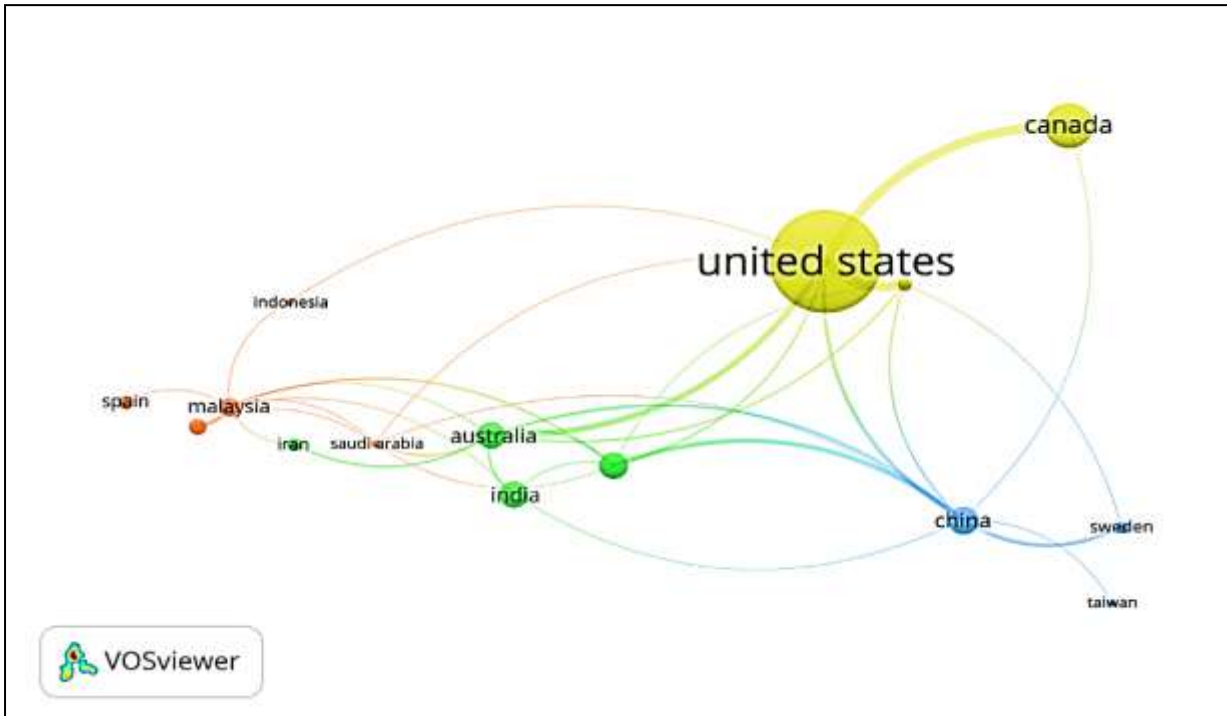 canada
united states
indonesia
spain
malaysia
iran
saudi arabia
australia
india
china
sweden
taiwan
VOSviewer